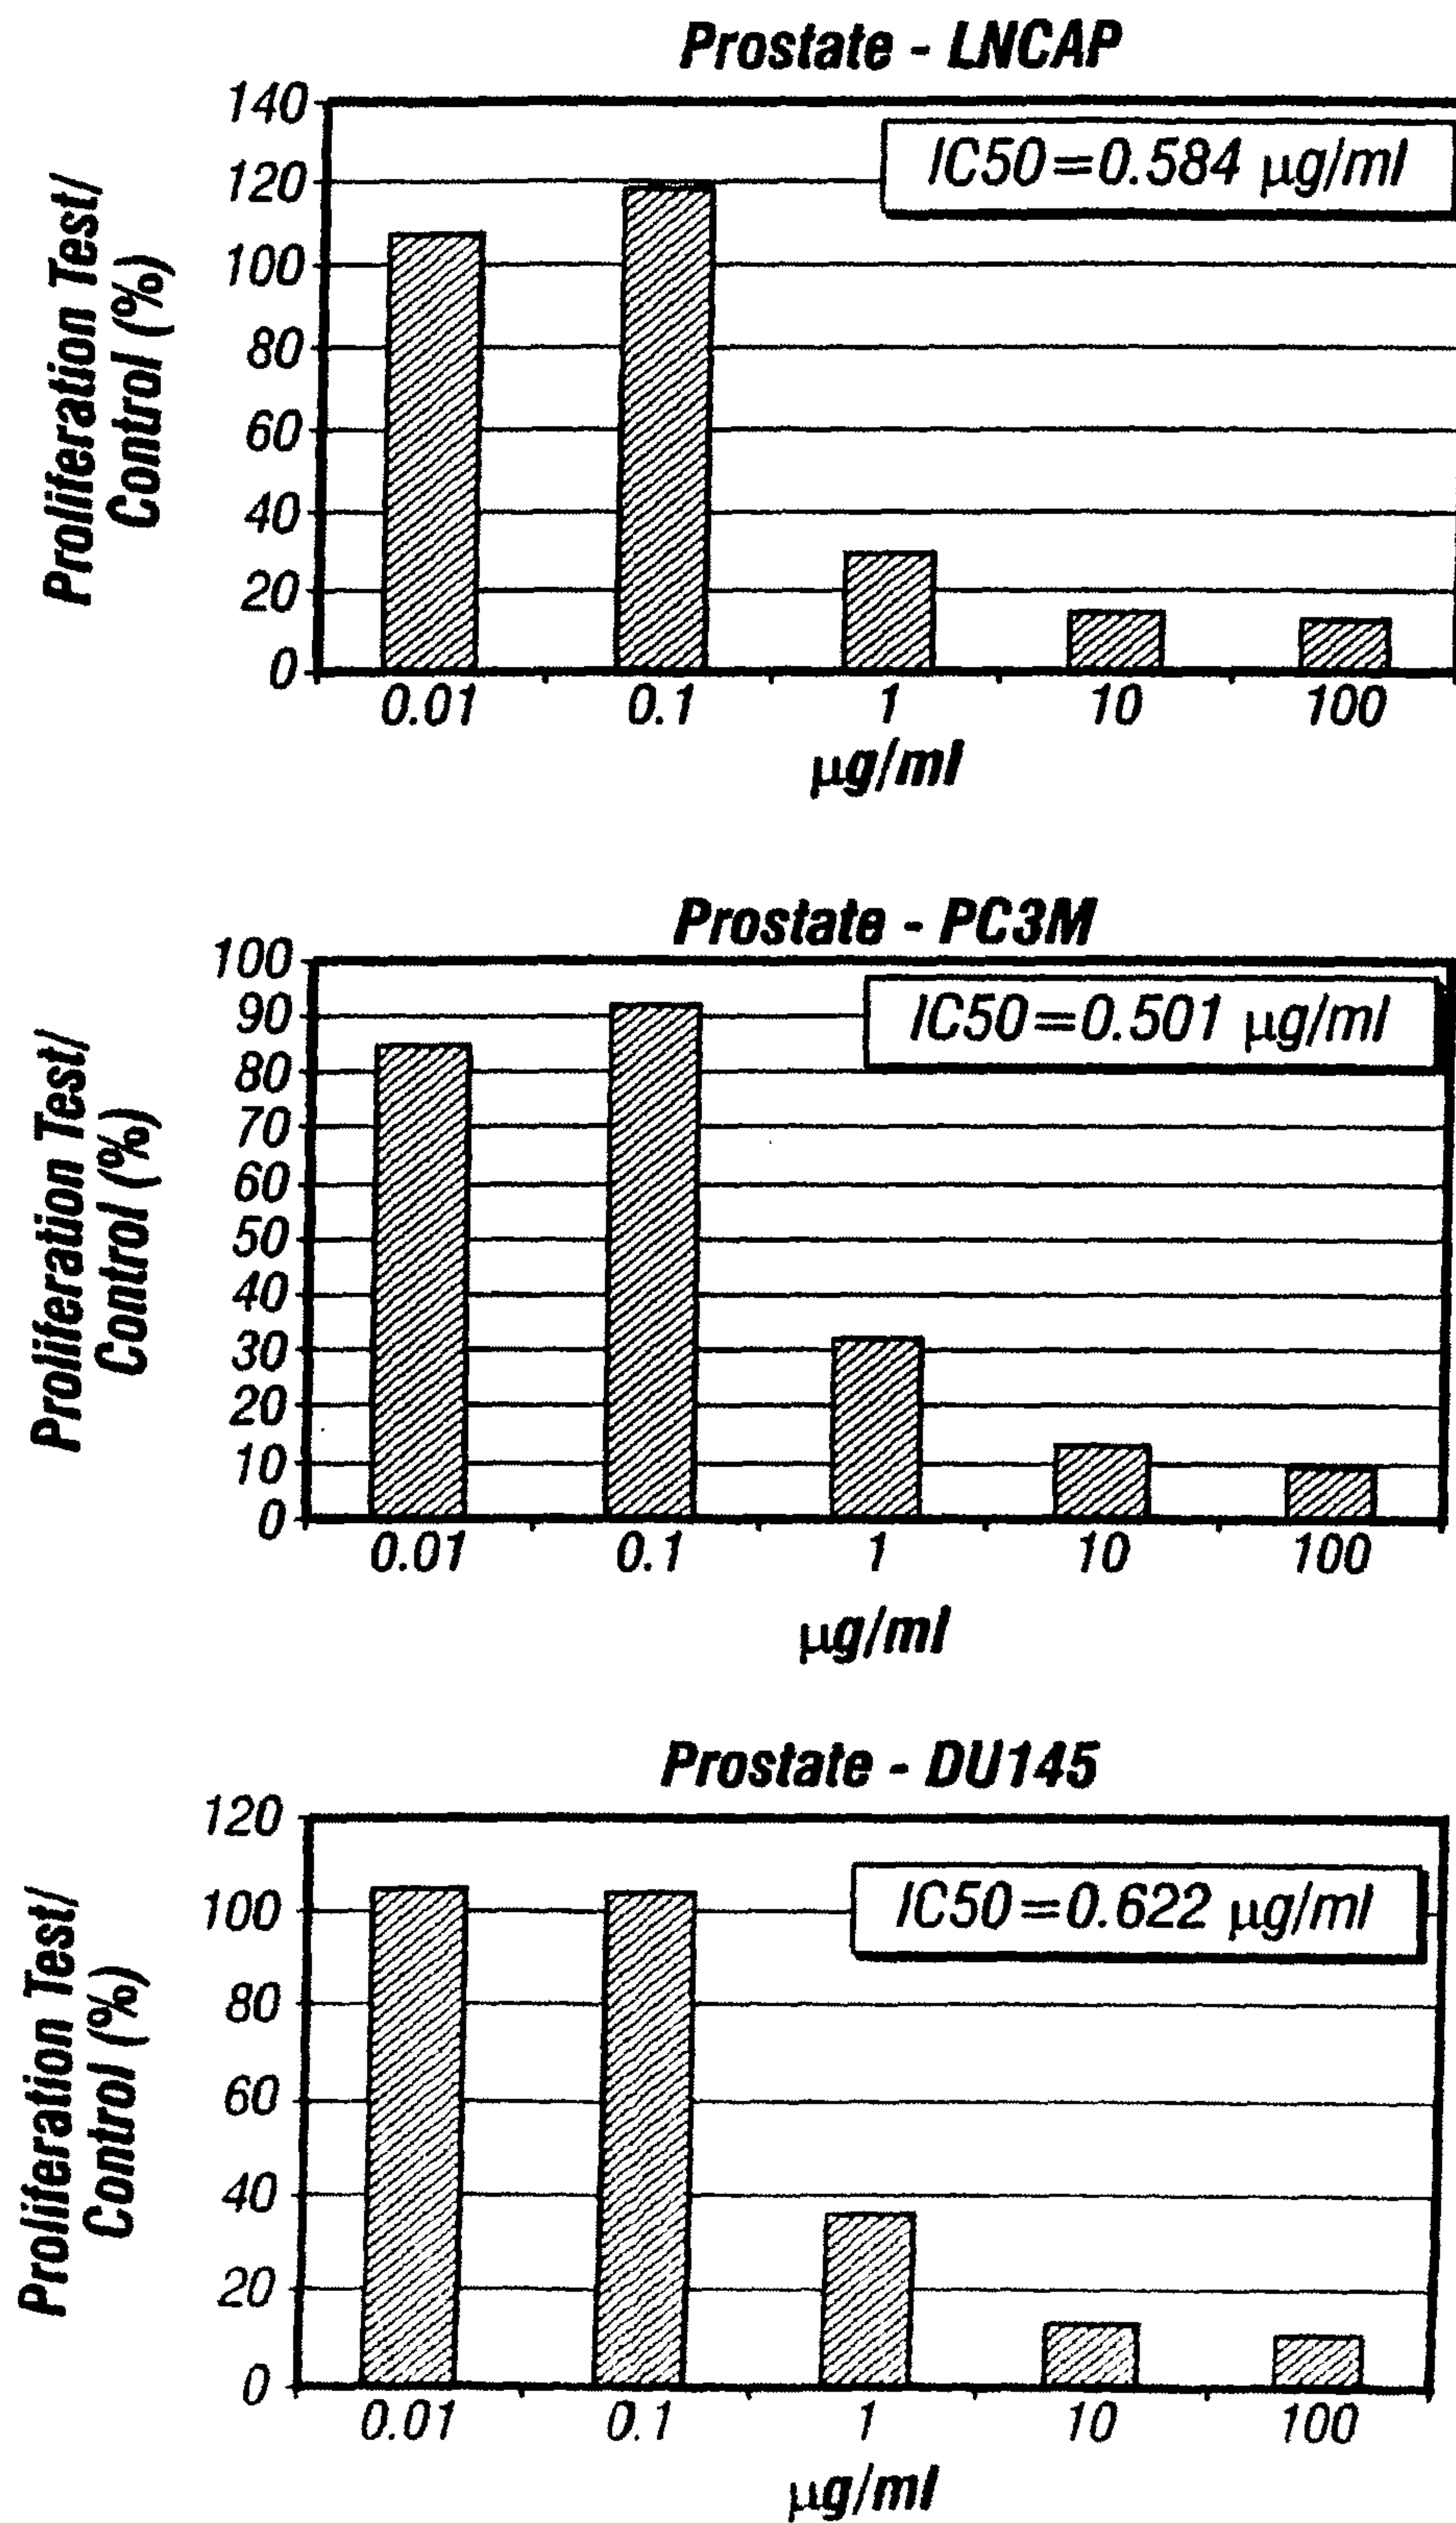 Prostate - LNCAP
IC50=0.584 µg/ml
Proliferation Test/
Control (%)
140
120
100
80
60
40
20
0
0.01 0.1 1 10 100
µg/ml
Prostate - PC3M
IC50=0.501 µg/ml
Proliferation Test/
Control (%)
100
90
80
70
60
50
40
30
20
10
0
0.01 0.1 1 10 100
µg/ml
Prostate - DU145
IC50=0.622 µg/ml
Proliferation Test/
Control (%)
120
100
80
60
40
20
0
0.01 0.1 1 10 100
µg/ml